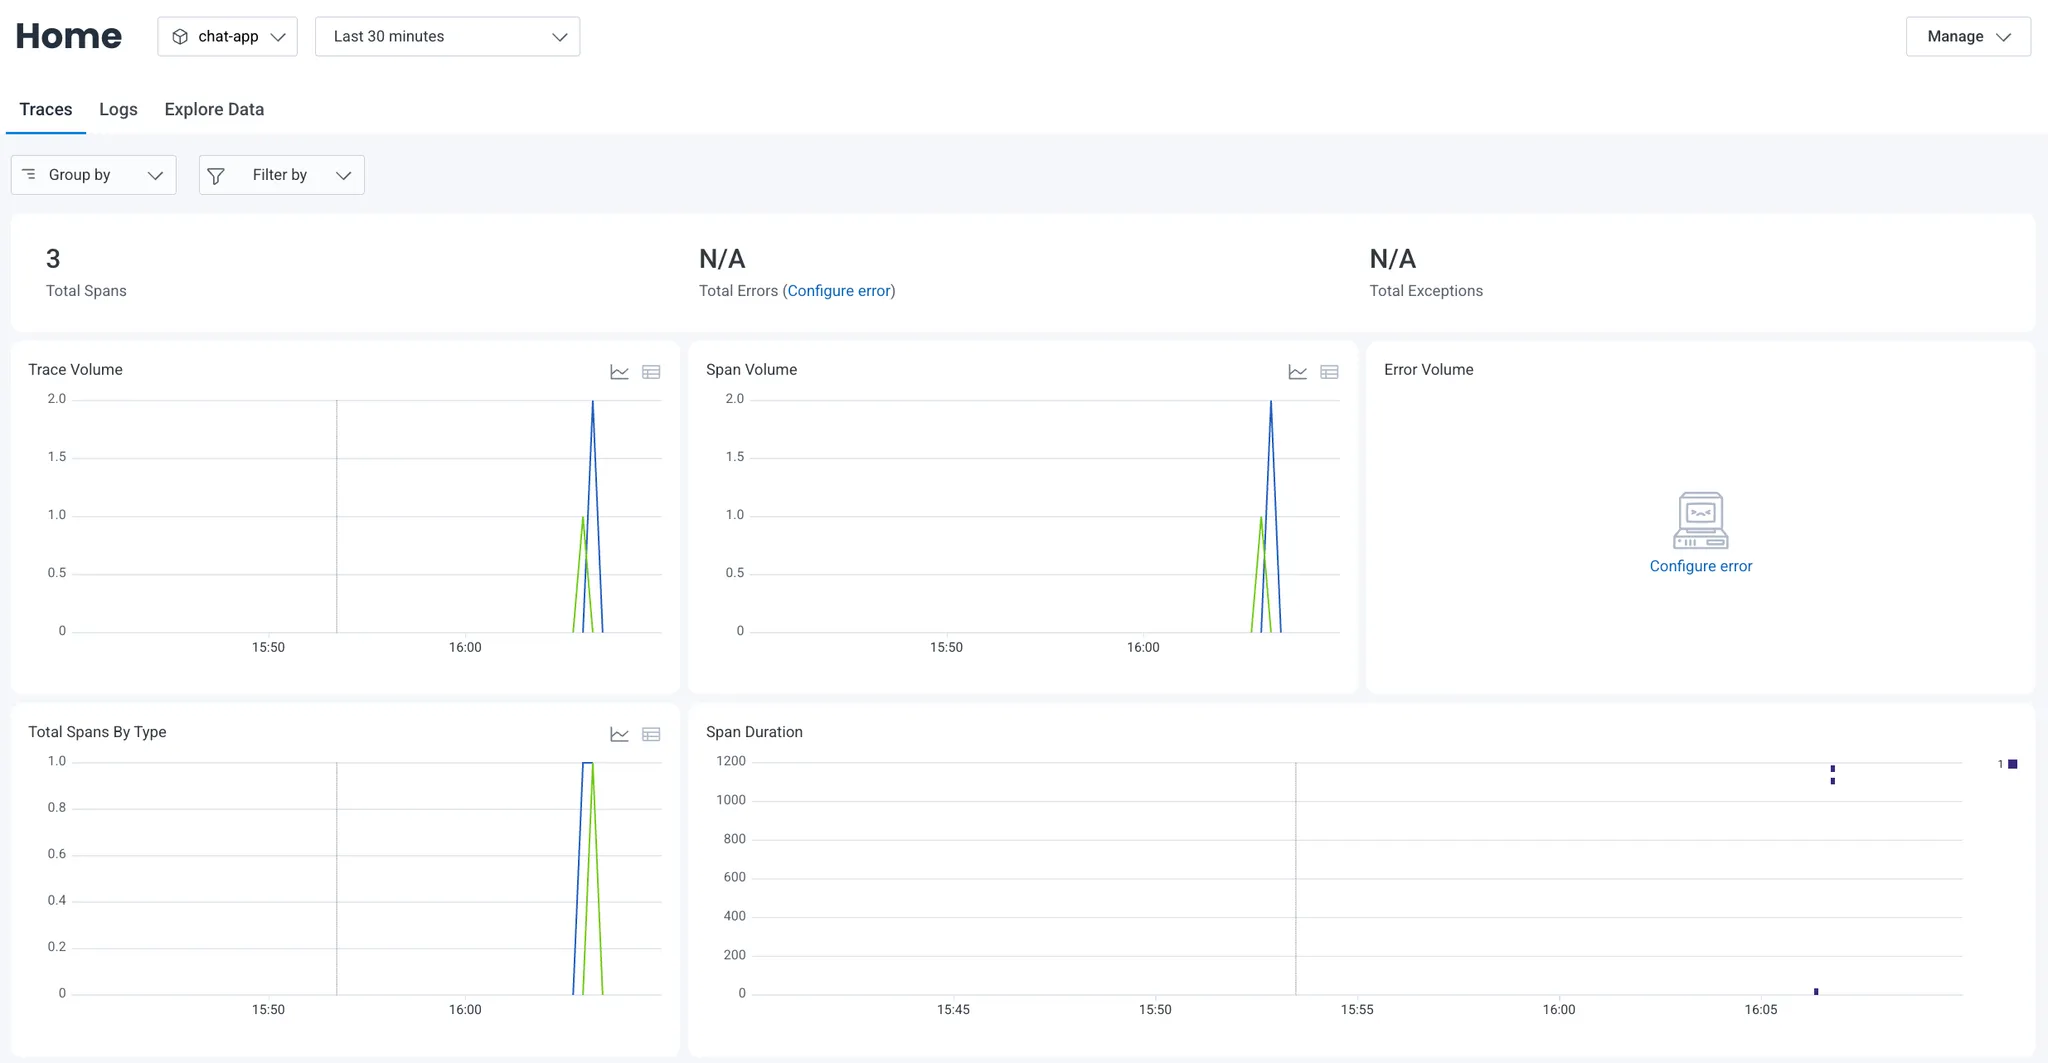 Home
chat-app
Last 30 minutes
Manage
Traces
Logs
Explore Data
Group by
Filter by
3
Total Spans
N/A
Total Errors (Configure error)
N/A
Total Exceptions
Trace Volume
2.0
1.5
1.0
0.5
0
15:50
16:00
Span Volume
2.0
1.5
1.0
0.5
0
15:50
16:00
Error Volume
Configure error
Total Spans By Type
1.0
0.8
0.6
0.4
0.2
0
15:50
16:00
Span Duration
1200
1000
800
600
400
200
0
15:45
15:50
15:55
16:00
16:05
1